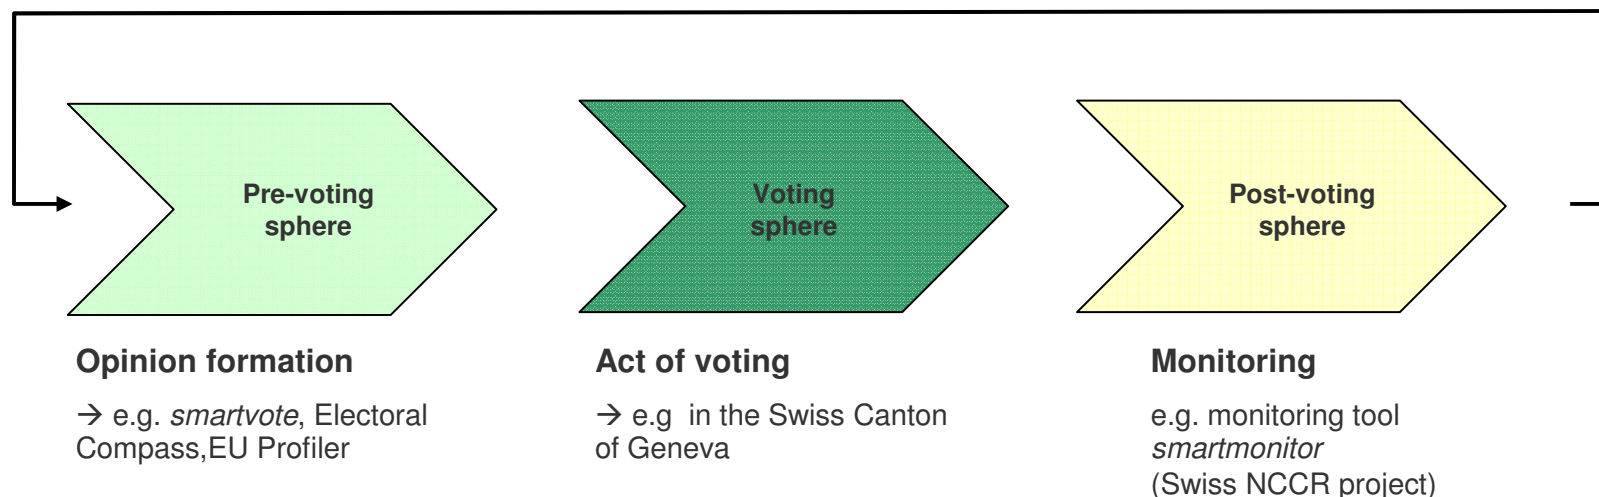 Pre-voting
sphere
Voting
sphere
Post-voting
sphere
Opinion formation
→ e.g. smartvote, Electoral
Compass,EU Profiler
Act of voting
→ e.g  in the Swiss Canton
of Geneva
Monitoring
e.g. monitoring tool
smartmonitor
(Swiss NCCR project)